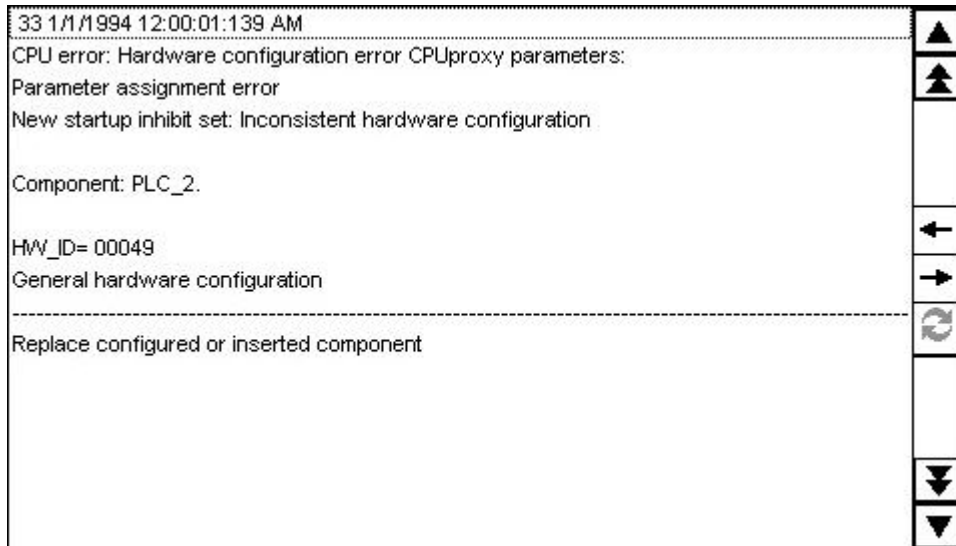 33 1/1/1994 12:00:01:139 AM
CPU error: Hardware configuration error CPUproxy parameters:
Parameter assignment error
New startup inhibit set: Inconsistent hardware configuration
Component: PLC_2.
HW_ID= 00049
General hardware configuration
Replace configured or inserted component